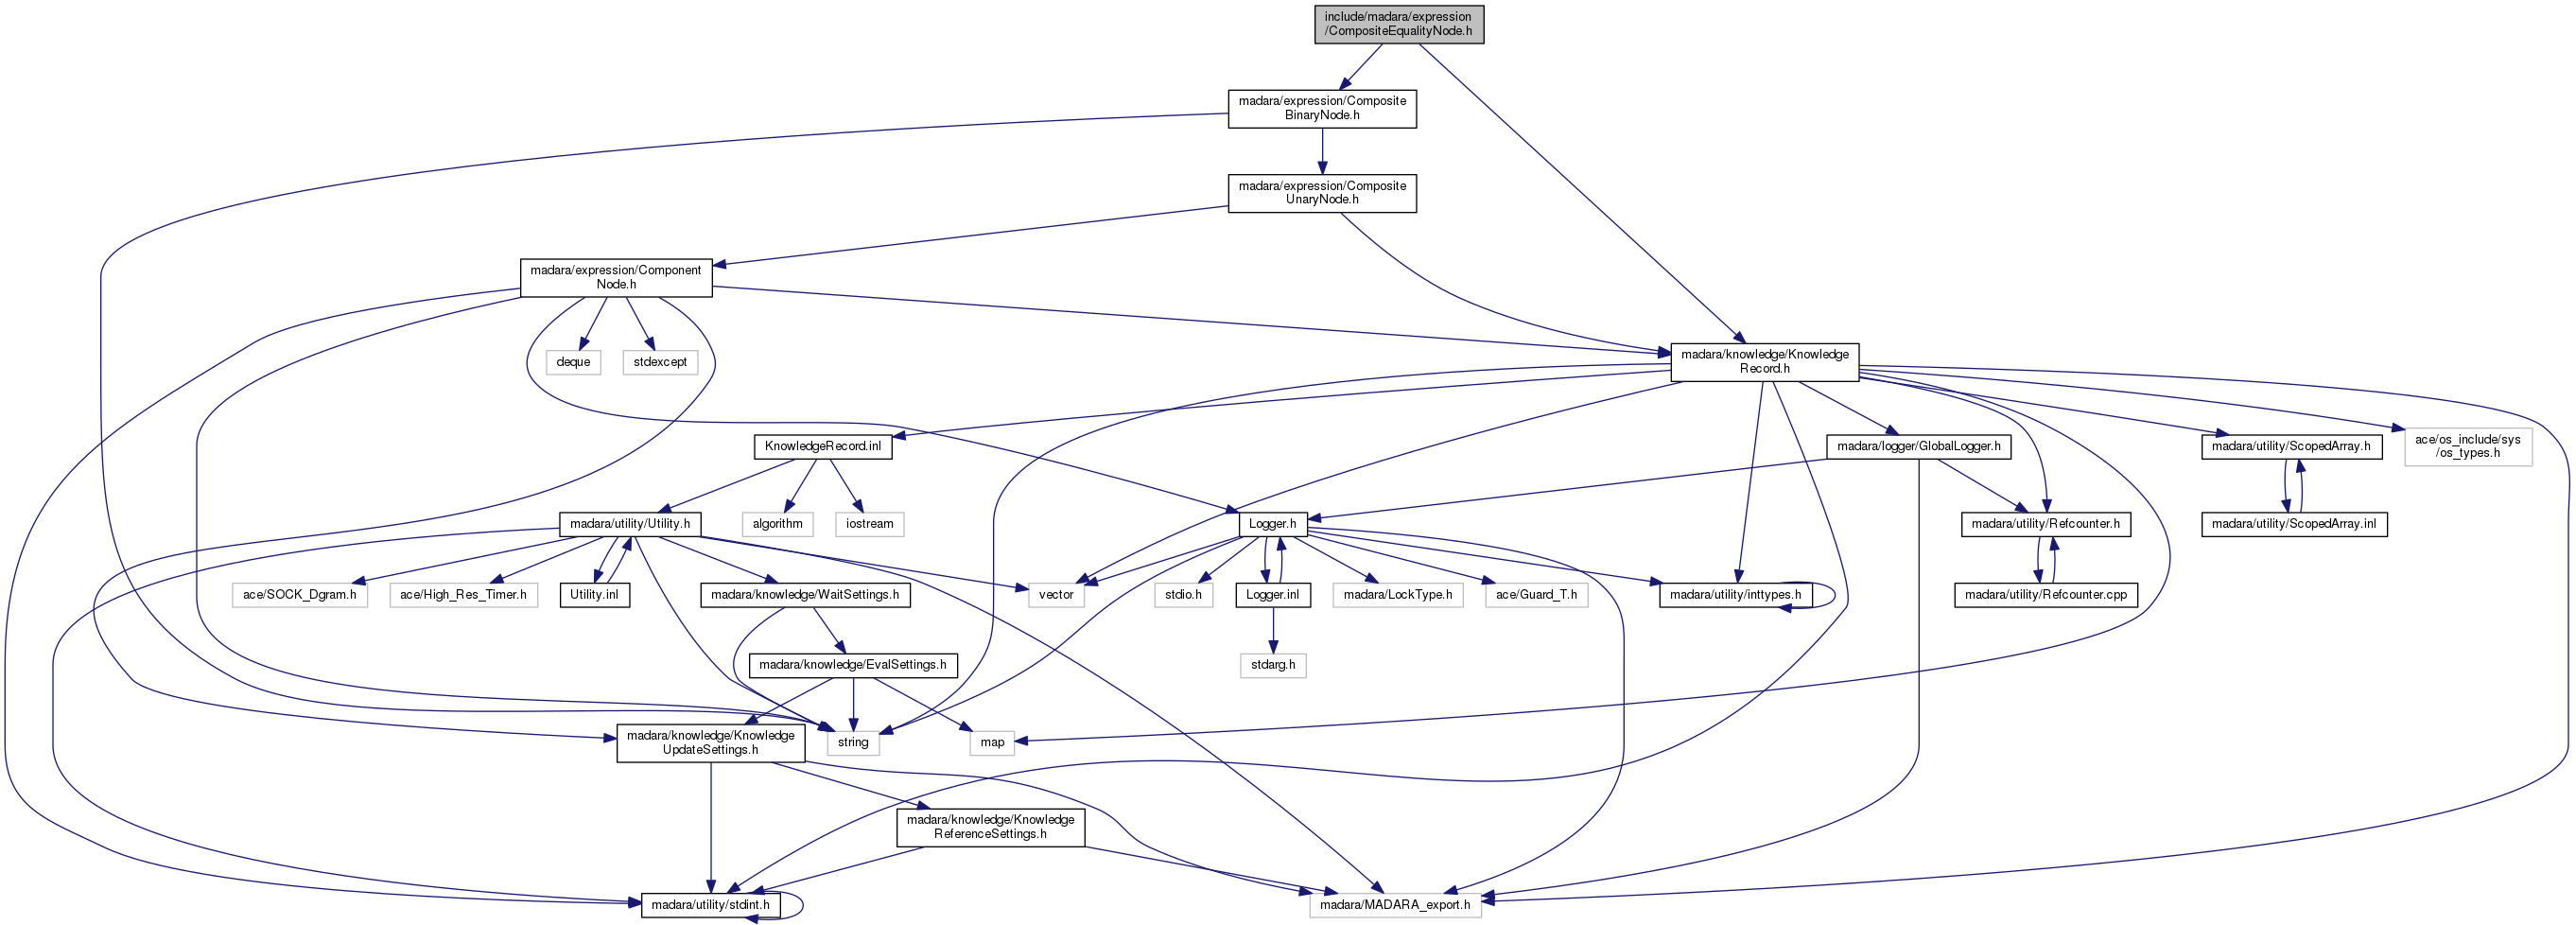 include/madara/expression
/CompositeEqualityNode.h
madara/expression/Composite
BinaryNode.h
madara/expression/Composite
UnaryNode.h
madara/expression/Component
Node.h
deque
stdexcept
madara/knowledge/Knowledge
Record.h
KnowledgeRecord.inl
madara/logger/GlobalLogger.h
madara/utility/ScopedArray.h
ace/os_include/sys
/os_types.h
madara/utility/Utility.h
algorithm
iostream
Logger.h
madara/utility/Refcounter.h
madara/utility/ScopedArray.inl
ace/SOCK_Dgram.h
ace/High_Res_Timer.h
Utility.inl
madara/knowledge/WaitSettings.h
vector
stdio.h
Logger.inl
madara/LockType.h
ace/Guard_T.h
madara/utility/inttypes.h
madara/utility/Refcounter.cpp
madara/knowledge/EvalSettings.h
stdarg.h
madara/knowledge/Knowledge
UpdateSettings.h
string
map
madara/knowledge/Knowledge
ReferenceSettings.h
madara/utility/stdint.h
madara/MADARA_export.h